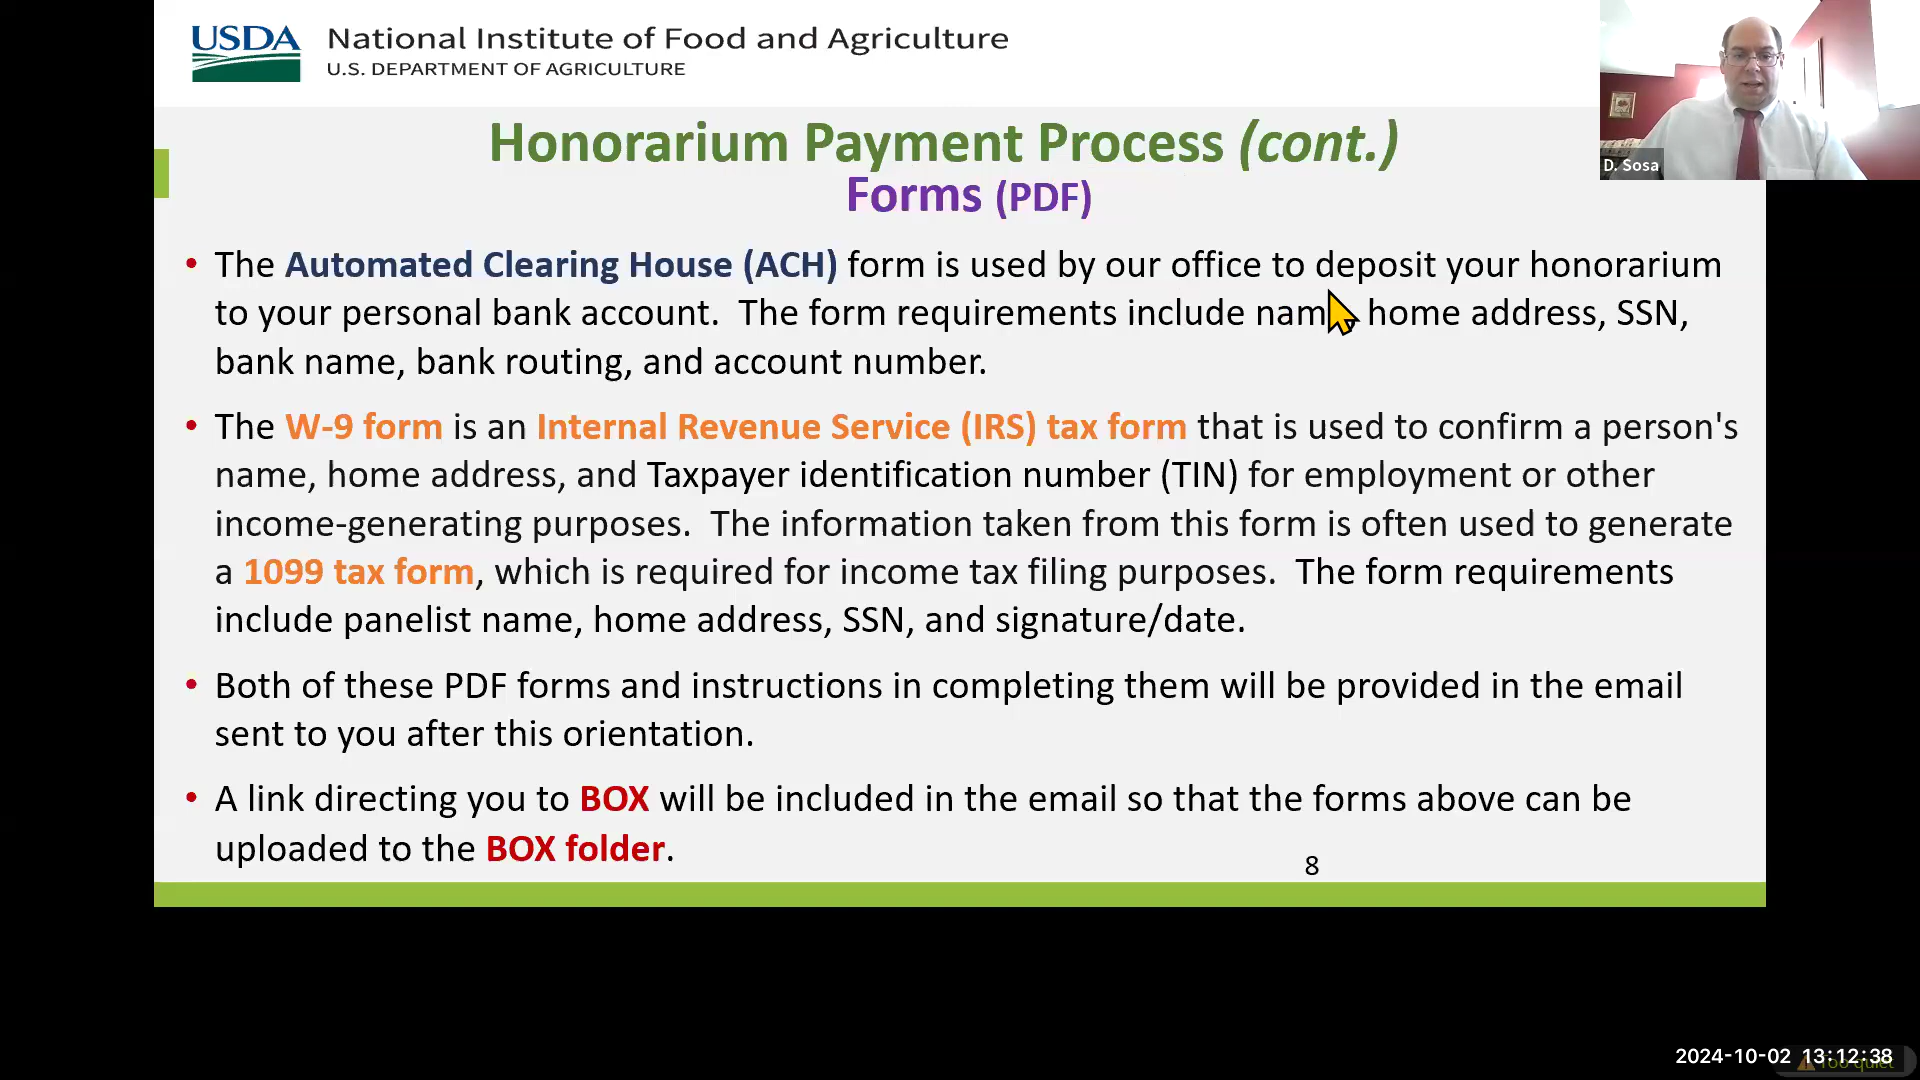 USDA
National Institute of Food and Agriculture
U.S. DEPARTMENT OF AGRICULTURE
D. Sosa
Honorarium Payment Process (cont.)
Forms (PDF)
• The Automated Clearing House (ACH) form is used by our office to deposit your honorarium
to your personal bank account. The form requirements include name, home address, SSN,
bank name, bank routing, and account number.
• The W-9 form is an Internal Revenue Service (IRS) tax form that is used to confirm a person's
name, home address, and Taxpayer identification number (TIN) for employment or other
income-generating purposes. The information taken from this form is often used to generate
a 1099 tax form, which is required for income tax filing purposes. The form requirements
include panelist name, home address, SSN, and signature/date.
• Both of these PDF forms and instructions in completing them will be provided in the email
sent to you after this orientation.
• A link directing you to BOX will be included in the email so that the forms above can be
uploaded to the BOX folder.
8
2024-10-02 13:12:38
Too quiet